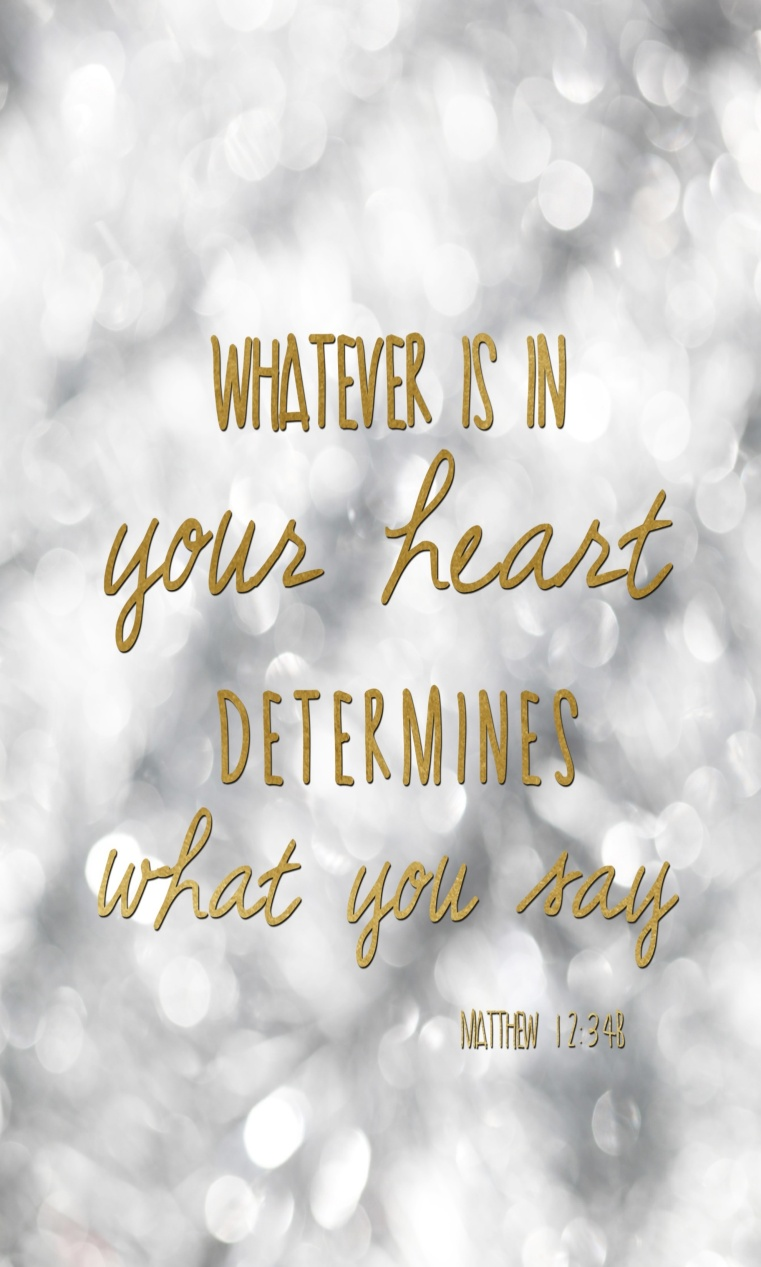 WHATEVER IS IN
your heart
DETERMINES
what you say
MATTHEW 12:34B